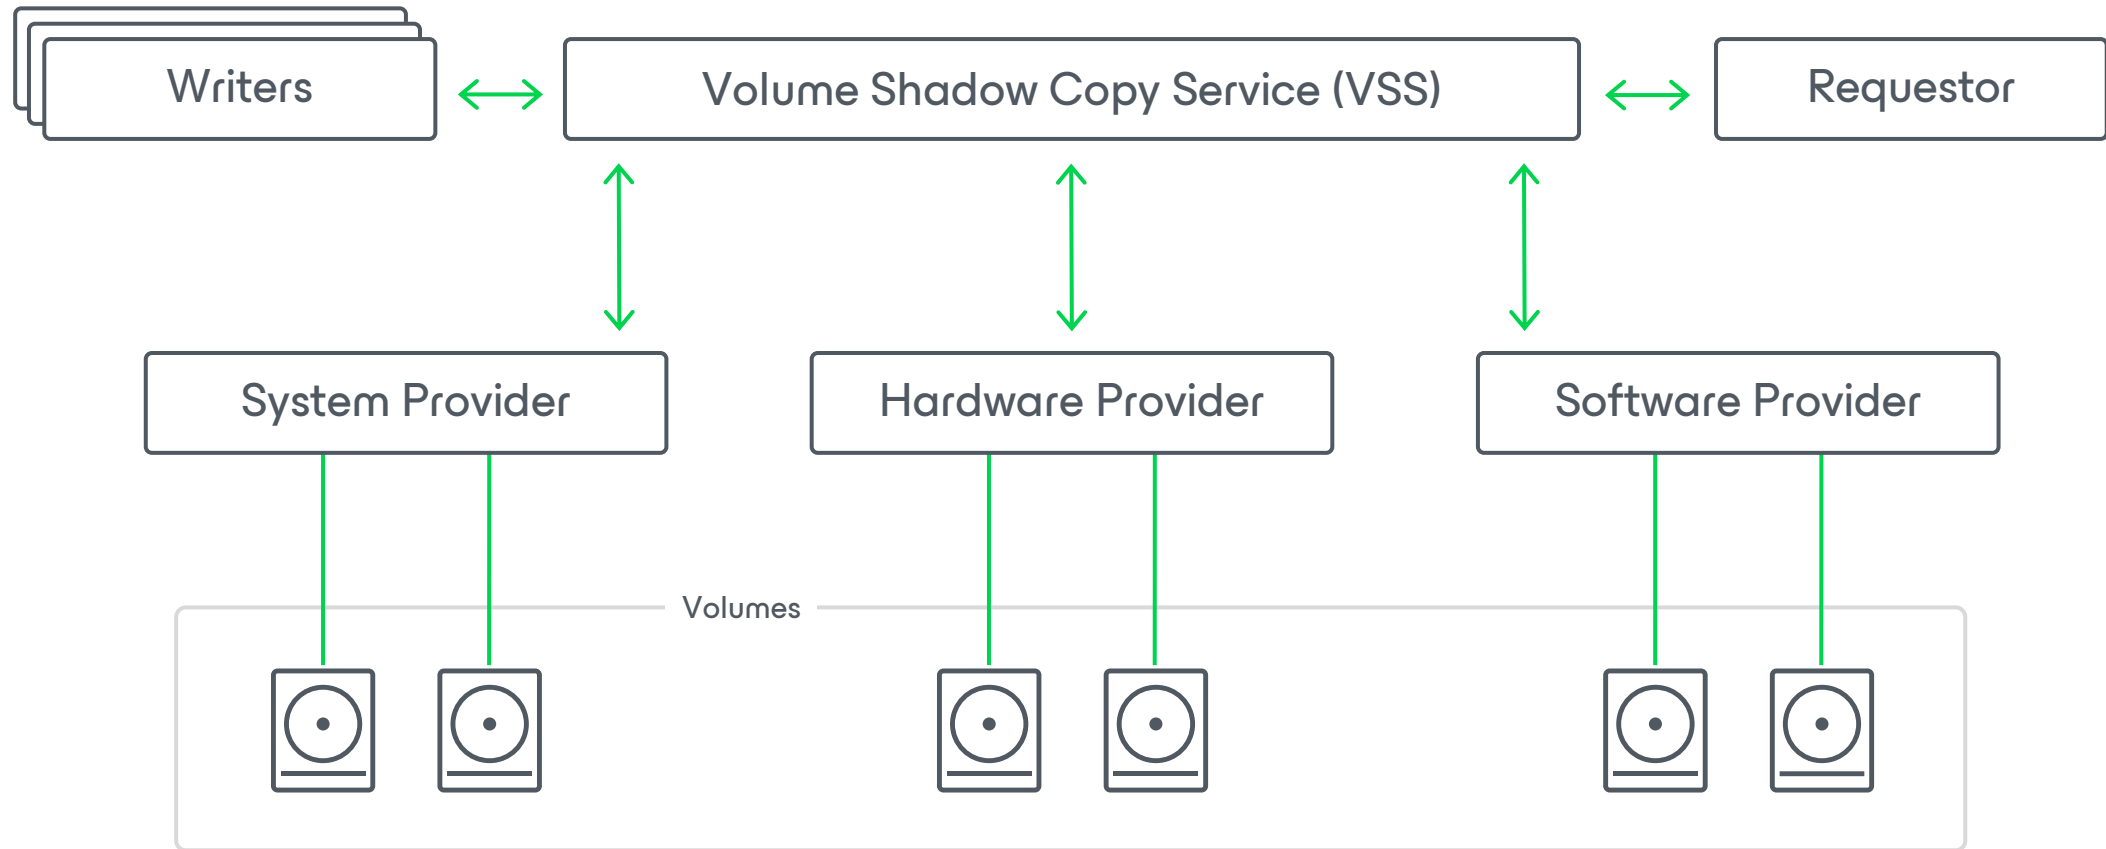 Writers
Volume Shadow Copy Service (VSS)
Requestor
System Provider
Hardware Provider
Software Provider
Volumes